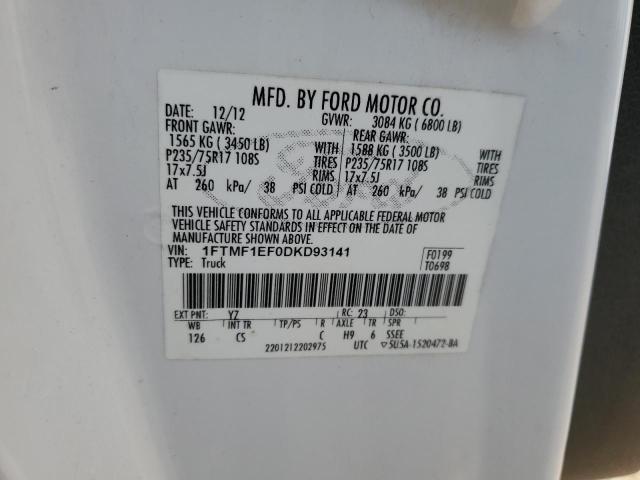 MFD. BY FORD MOTOR CO.
DATE: 12/12 GVWR: 3084 KG ( 6800 LB)
FRONT GAWR: REAR GAWR:
1565 KG ( 3450 LB) WITH 1588 KG ( 3500 LB) WITH
P235/75R17 108S TIRES P235/75R17 108S TIRES
17x7.5J RIMS 17x7.5J RIMS
AT 260 kPa/ 38 PSI COLD AT 260 kPa/ 38 PSI COLD
THIS VEHICLE CONFORMS TO ALL APPLICABLE FEDERAL MOTOR
VEHICLE SAFETY STANDARDS IN EFFECT ON THE DATE OF
MANUFACTURE SHOWN ABOVE.
VIN: 1FTMF1EF0DKD93141 F0199
TYPE: Truck T0698
EXT PNT: YZ RC: 23 DSO:
WB INT TR TP/PS R AXLE TR SPR
126 CS C H9 6 SSEE
2201212202975 UTC ▽5U5A-1520472-BA